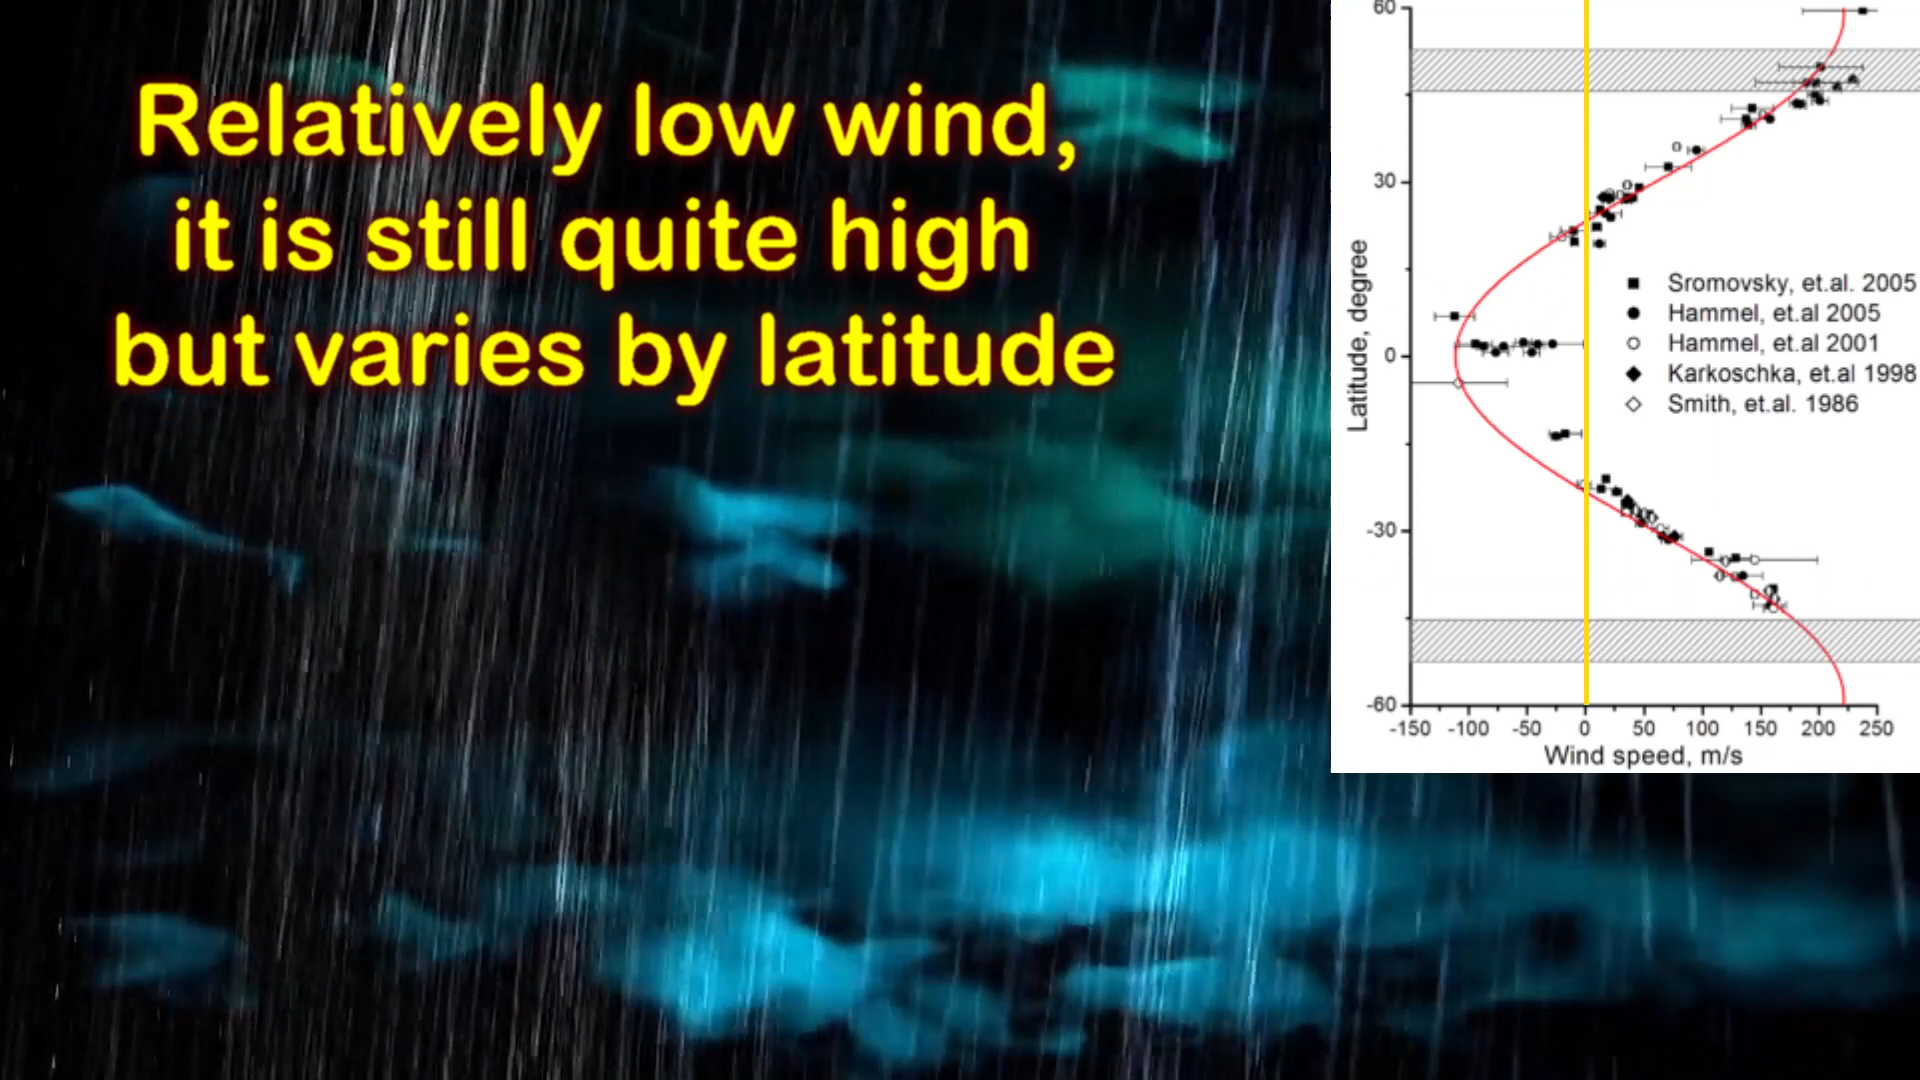 Relatively low wind,
it is still quite high
but varies by latitude
60
30
0
-30
-60
Latitude, degree
Sromovsky, et.al. 2005
Hammel, et.al 2005
Hammel, et.al 2001
Karkoschka, et.al 1998
Smith, et.al. 1986
-150 -100 -50 0 50 100 150 200 250
Wind speed, m/s